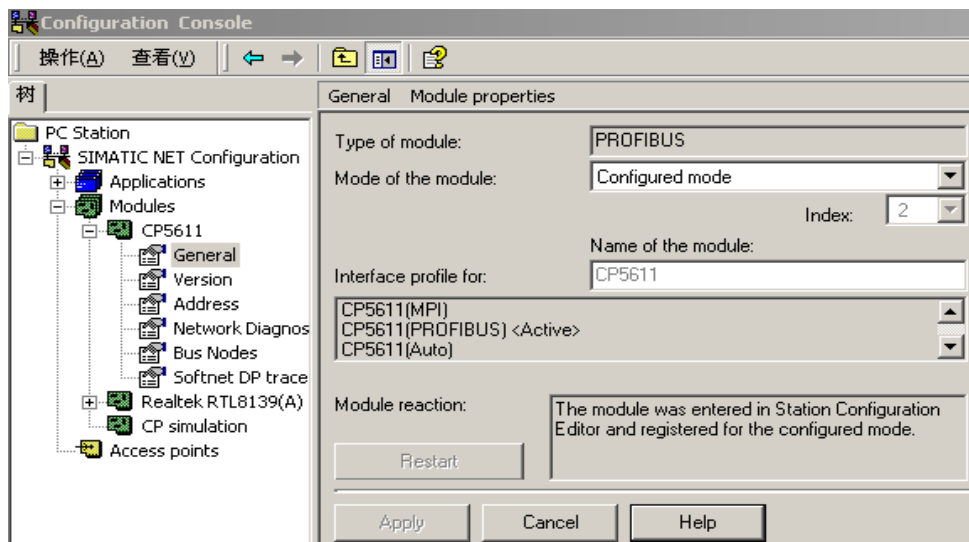 Configuration Console
操作(A) 查看(V)
树
PC Station
SIMATIC NET Configuration
Applications
Modules
CP5611
General
Version
Address
Network Diagnos
Bus Nodes
Softnet DP trace
Realtek RTL8139(A)
CP simulation
Access points
General Module properties
Type of module: PROFIBUS
Mode of the module: Configured mode
Index: 2
Name of the module:
Interface profile for: CP5611
CP5611(MPI)
CP5611(PROFIBUS) <Active>
CP5611(Auto)
Module reaction: The module was entered in Station Configuration
Editor and registered for the configured mode.
Restart
Apply Cancel Help